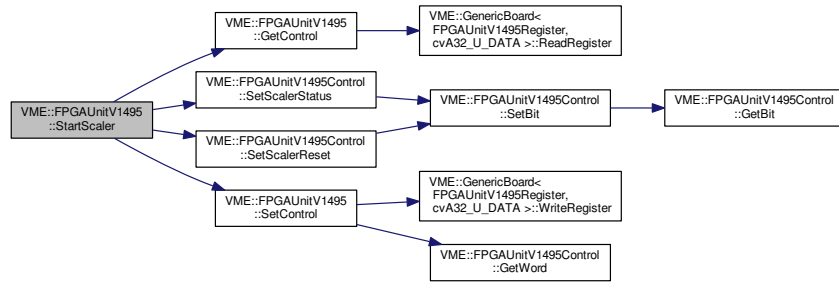 VME::FPGAUnitV1495
::StartScaler
VME::FPGAUnitV1495
::GetControl
VME::GenericBoard<
FPGAUnitV1495Register,
cvA32_U_DATA >::ReadRegister
VME::FPGAUnitV1495Control
::SetScalerStatus
VME::FPGAUnitV1495Control
::SetScalerReset
VME::FPGAUnitV1495Control
::SetBit
VME::FPGAUnitV1495Control
::GetBit
VME::FPGAUnitV1495
::SetControl
VME::GenericBoard<
FPGAUnitV1495Register,
cvA32_U_DATA >::WriteRegister
VME::FPGAUnitV1495Control
::GetWord